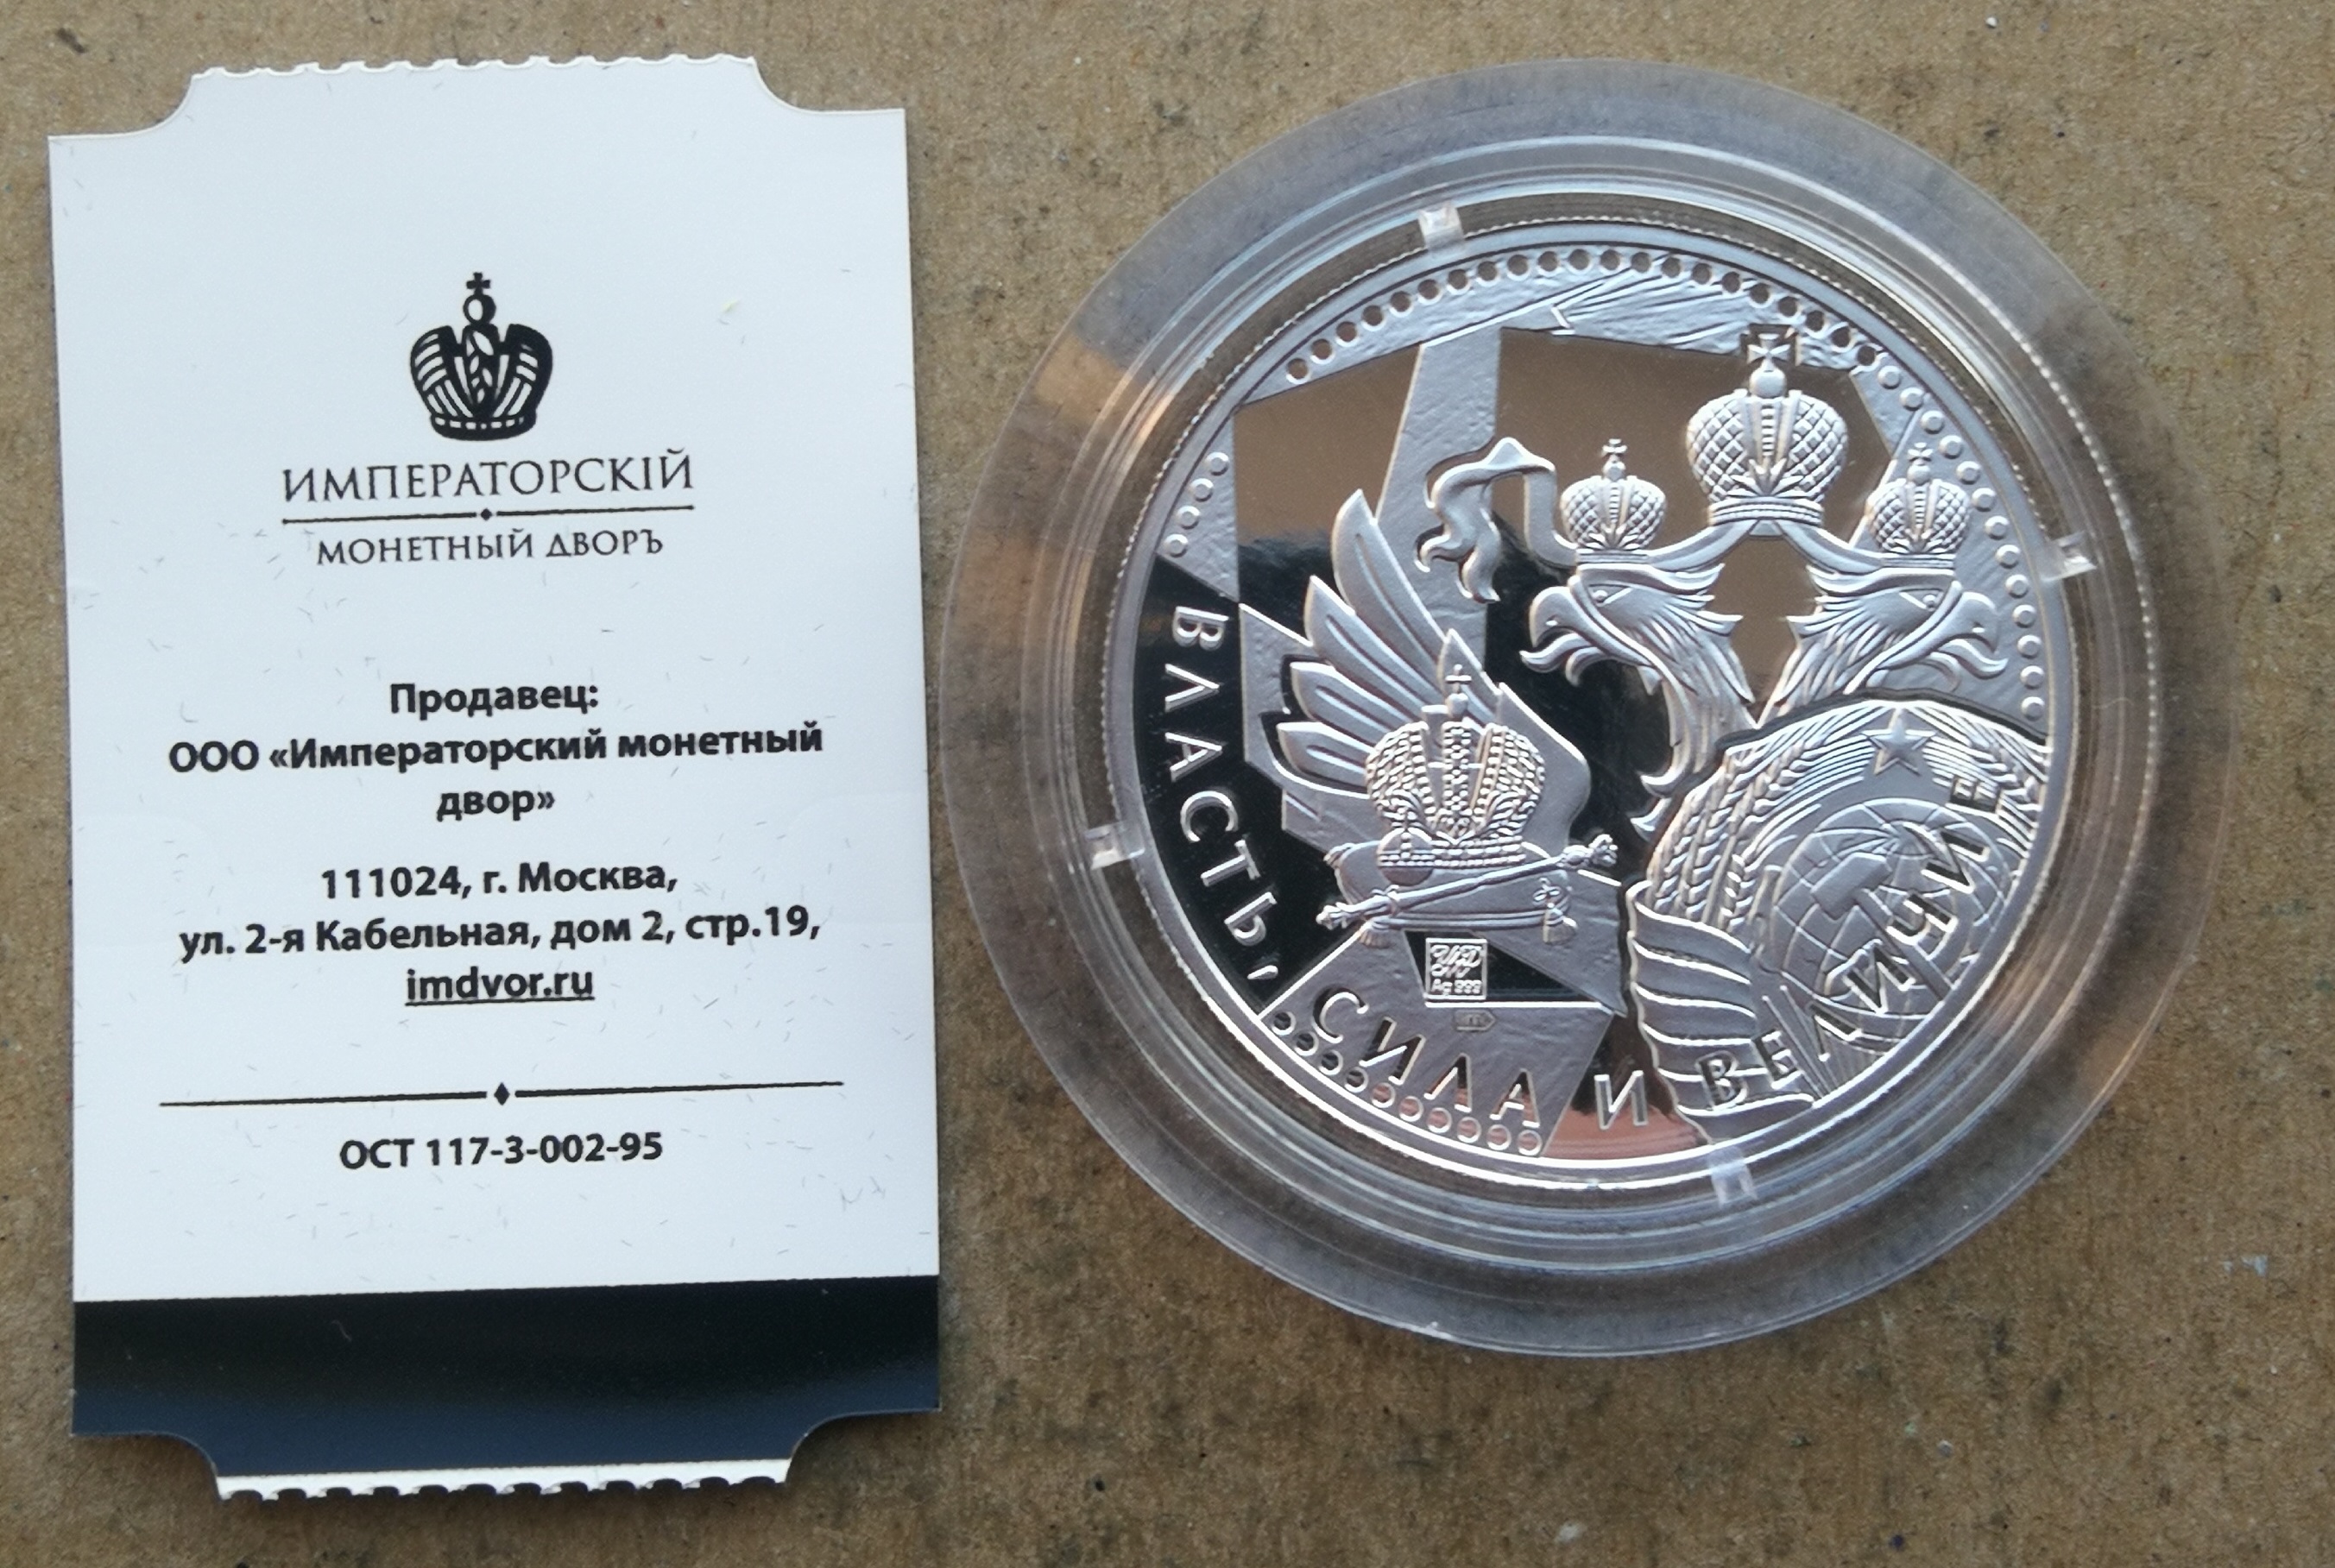 ИМПЕРАТОРСКІЙ
МОНЕТНЫЙ ДВОРЪ
Продавец:
ООО «Императорский монетный
двор»
111024, г. Москва,
ул. 2-я Кабельная, дом 2, стр.19,
imdvor.ru
ОСТ 117-3-002-95
ВЛАСТЬ, СИЛА И ВЕЛИЧИЕ
Ag 999